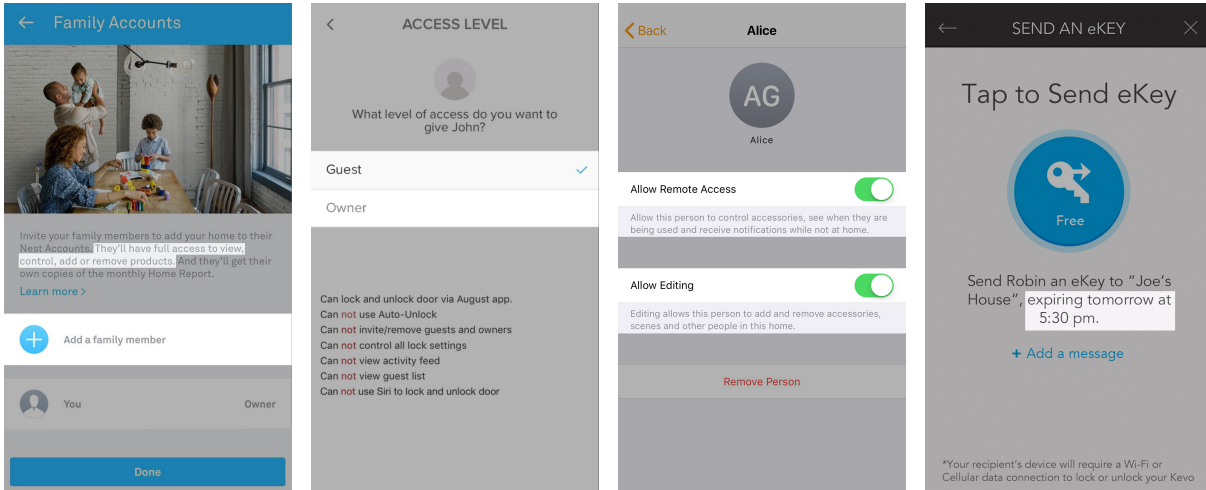 Family Accounts
Invite your family members to add your home to their
Nest Accounts. They'll have full access to view,
control, add or remove products. And they'll get their
own copies of the monthly Home Report.
Learn more >
Add a family member
You Owner
Done
ACCESS LEVEL
What level of access do you want to
give John?
Guest
Owner
Can lock and unlock door via August app.
Can not use Auto-Unlock
Can not invite/remove guests and owners
Can not control all lock settings
Can not view activity feed
Can not view guest list
Can not use Siri to lock and unlock door
Back Alice
AG
Alice
Allow Remote Access
Allow this person to control accessories, see when they are
being used and receive notifications while not at home.
Allow Editing
Editing allows this person to add and remove accessories,
scenes and other people in this home.
Remove Person
SEND AN eKEY
Tap to Send eKey
Free
Send Robin an eKey to “Joe's
House”, expiring tomorrow at
5:30 pm.
+ Add a message
*Your recipient's device will require a Wi-Fi or
Cellular data connection to lock or unlock your Kevo